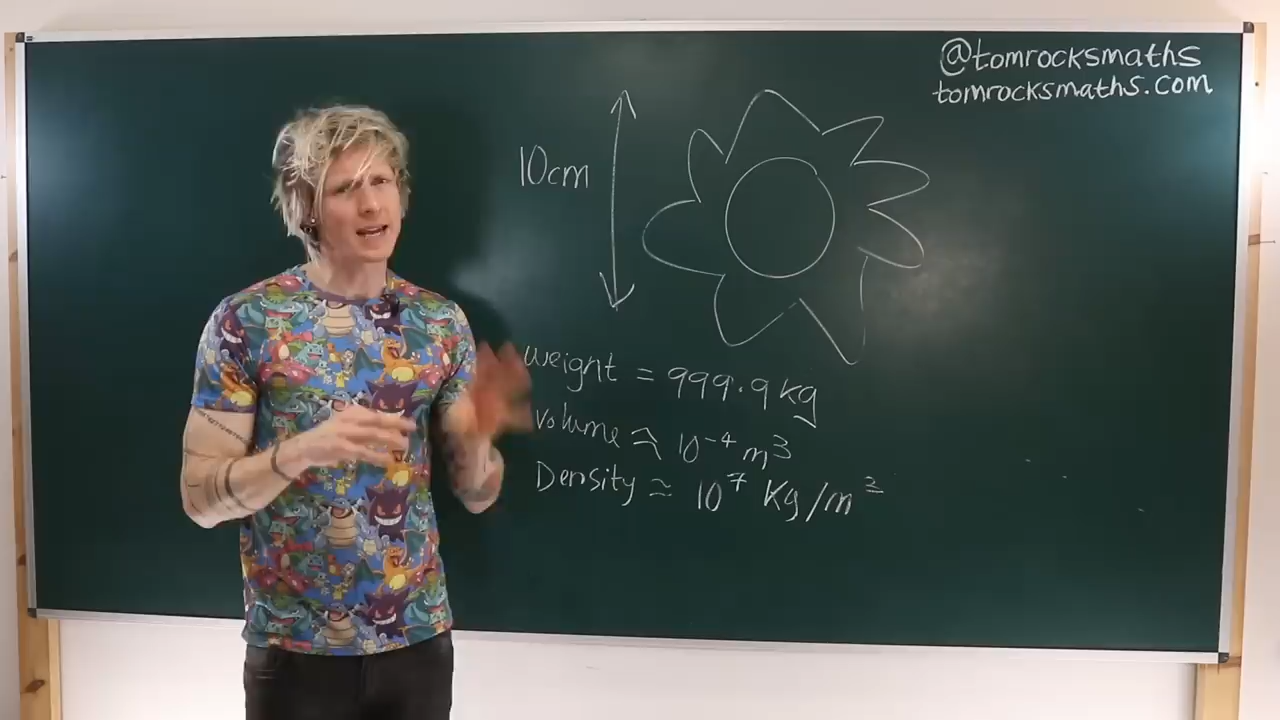 @tomrocksmaths
tomrocksmaths.com
10cm
weight = 999.9 kg
volume ≈ 10⁻⁴ m³
Density ≈ 10⁷ Kg/m³